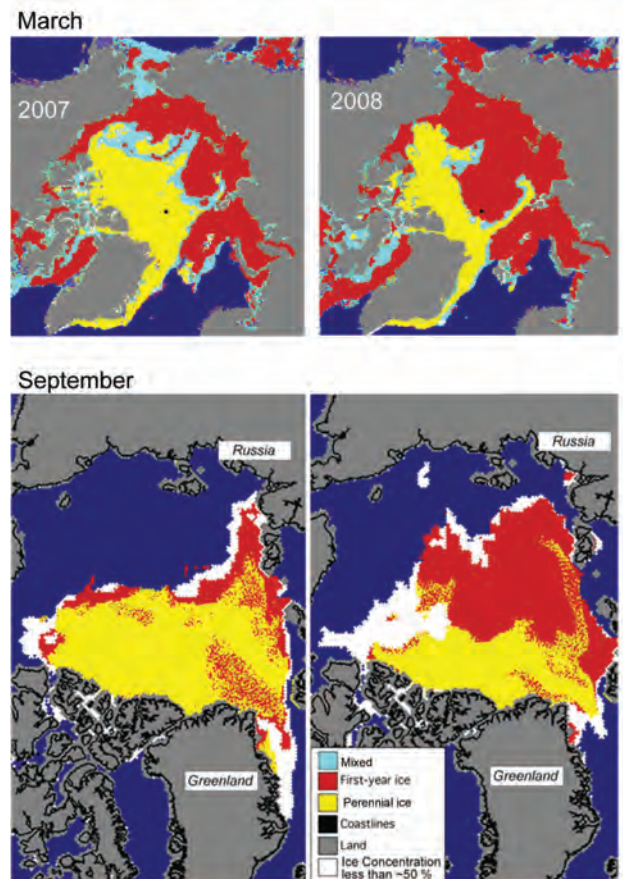 March
2007
2008
September
Russia
Russia
Greenland
Greenland
Mixed
First-year ice
Perennial ice
Coastlines
Land
Ice Concentration
less than ~50 %